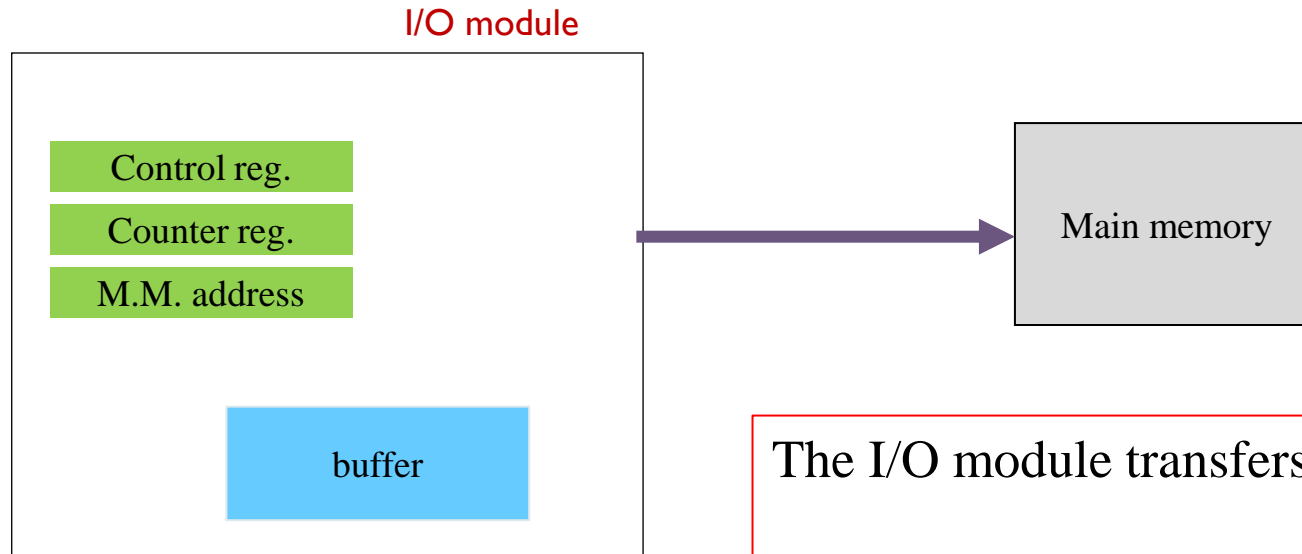 I/O module
Control reg.
Counter reg.
M.M. address
Main memory
buffer
The I/O module transfers